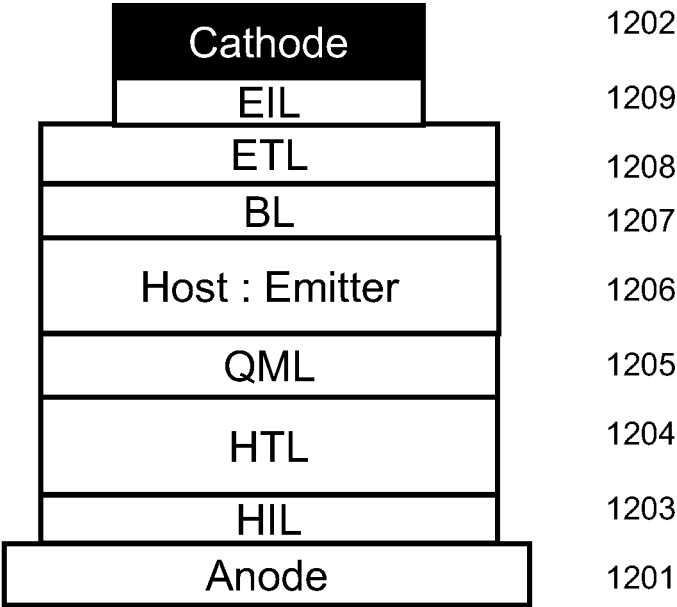 Cathode 1202
EIL 1209
ETL 1208
BL 1207
Host : Emitter 1206
QML 1205
HTL 1204
HIL 1203
Anode 1201